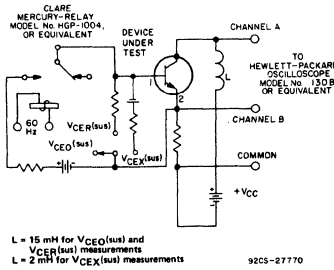 CLARE
MERCURY-RELAY
MODEL No. HGP-1004,
OR EQUIVALENT
DEVICE
UNDER
TEST
CHANNEL A
1
2
L
TO
HEWLETT-PACKARD
OSCILLOSCOPE
MODEL No. 130B
OR EQUIVALENT
60
Hz
VCER(sus)
CHANNEL B
VCEO(sus)
VCEX(sus)
COMMON
+VCC
L = 15 mH for VCEO(sus) and
VCER(sus) measurements
L = 2 mH for VCEX(sus) measurements
92CS-27770